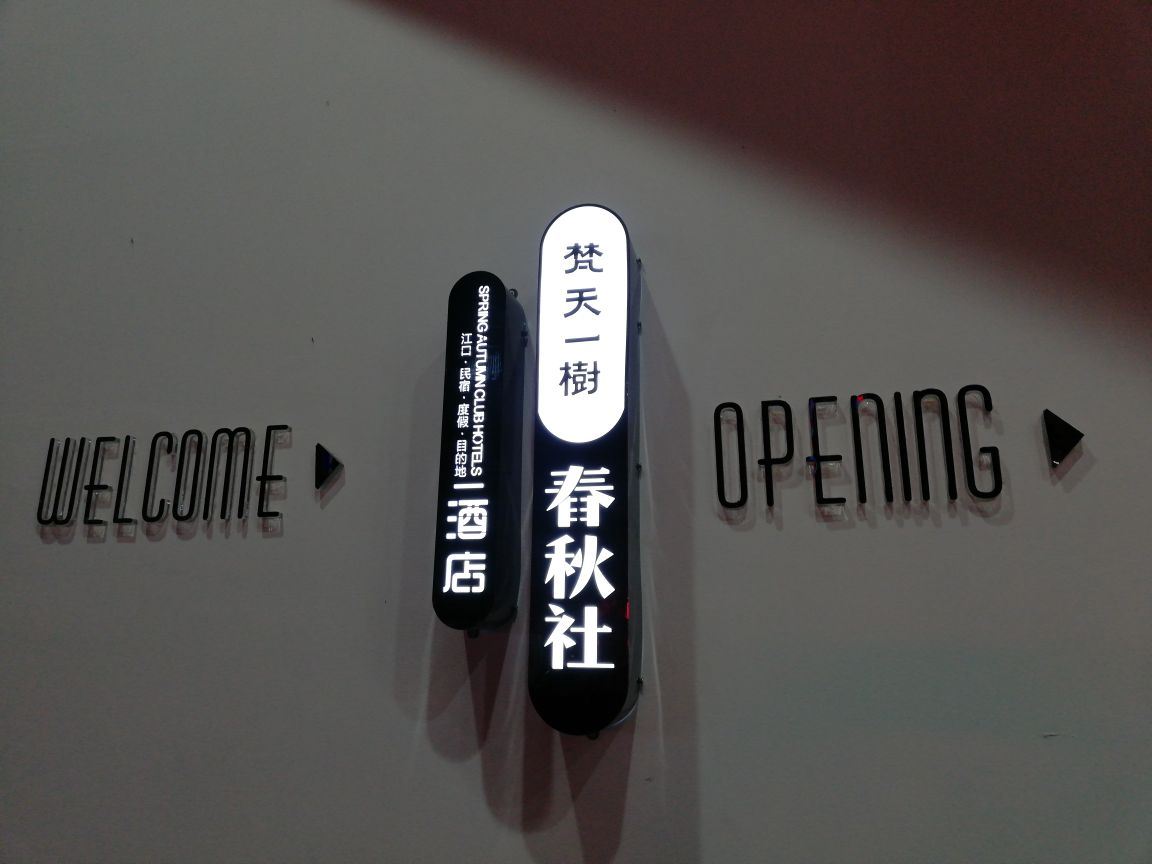 WELCOME
SPRING AUTUMN CLUB HOTELS
江口·民宿·度假·目的地
酒店
梵天一樹
春秋社
OPENING